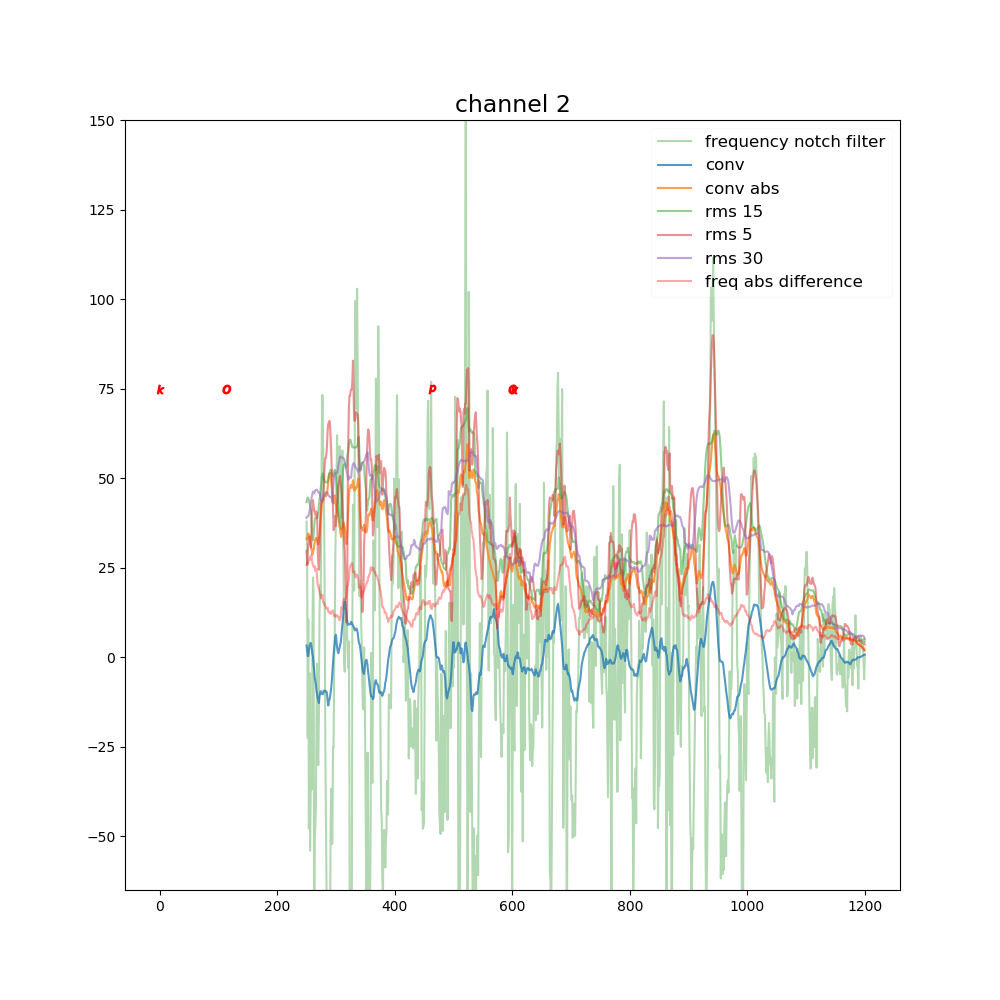 channel 2
150
125
100
75
50
25
0
−25
−50
frequency notch filter
conv
conv abs
rms 15
rms 5
rms 30
freq abs difference
k
O
p
0 200 400 600 800 1000 1200